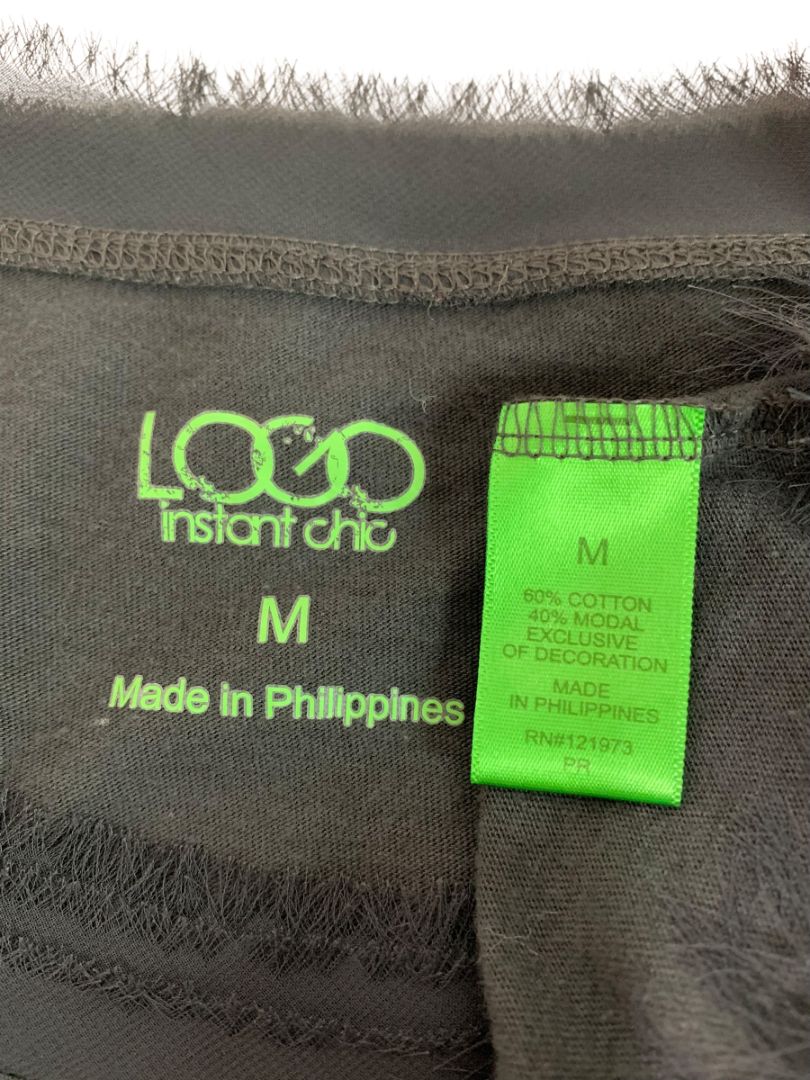 LOGO
instant chic
M
Made in Philippines
M
60% COTTON
40% MODAL
EXCLUSIVE
OF DECORATION
MADE
IN PHILIPPINES
RN#121973
PR